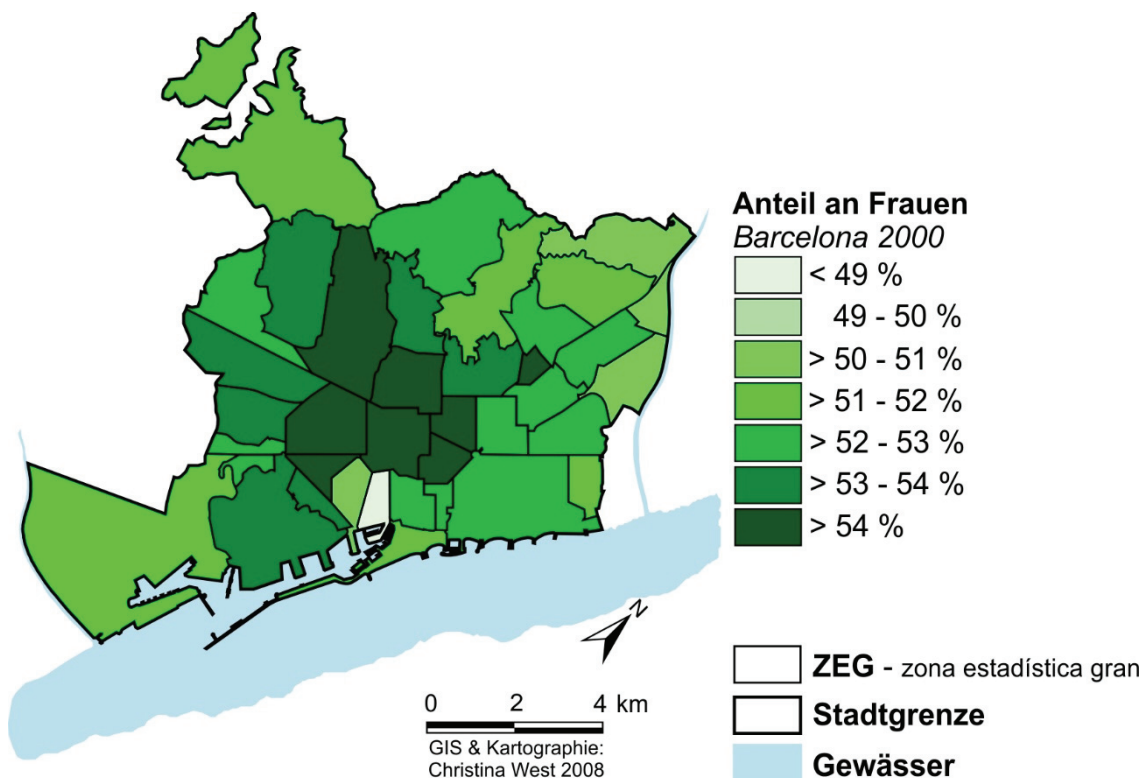 Anteil an Frauen
Barcelona 2000
< 49 %
49 - 50 %
> 50 - 51 %
> 51 - 52 %
> 52 - 53 %
> 53 - 54 %
> 54 %
N
0 2 4 km
GIS & Kartographie:
Christina West 2008
ZEG - zona estadística gran
Stadtgrenze
Gewässer